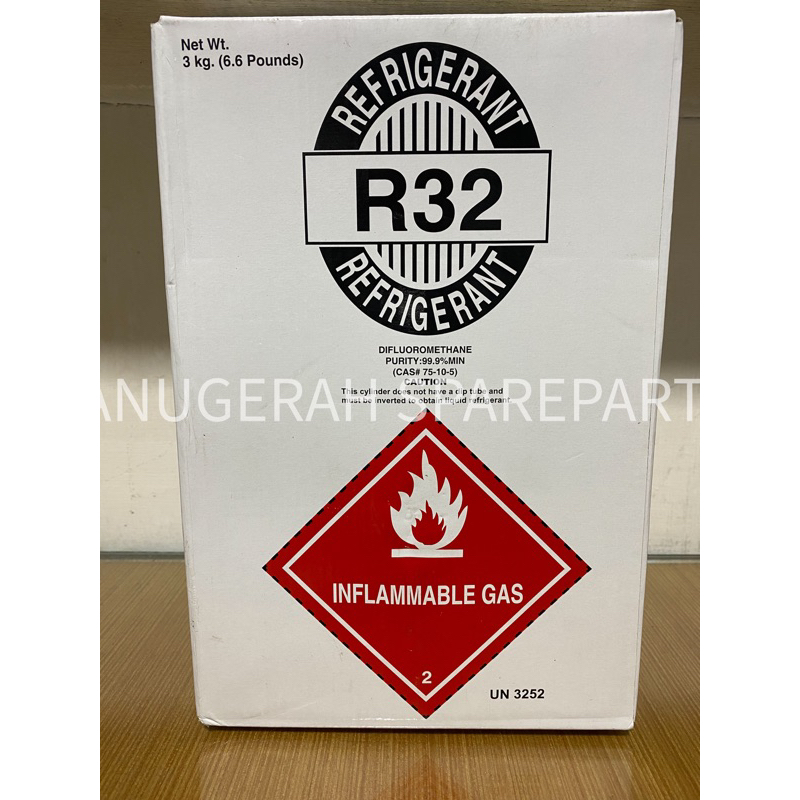 Net Wt.
3 kg. (6.6 Pounds)
REFRIGERANT
R32
REFRIGERANT
DIFLUOROMETHANE
PURITY:99.9%MIN
(CAS# 75-10-5)
CAUTION
This cylinder does not have a dip tube and
must be inverted to obtain liquid refrigerant.
ANUGERAH SPAREPART
INFLAMMABLE GAS
2
UN 3252